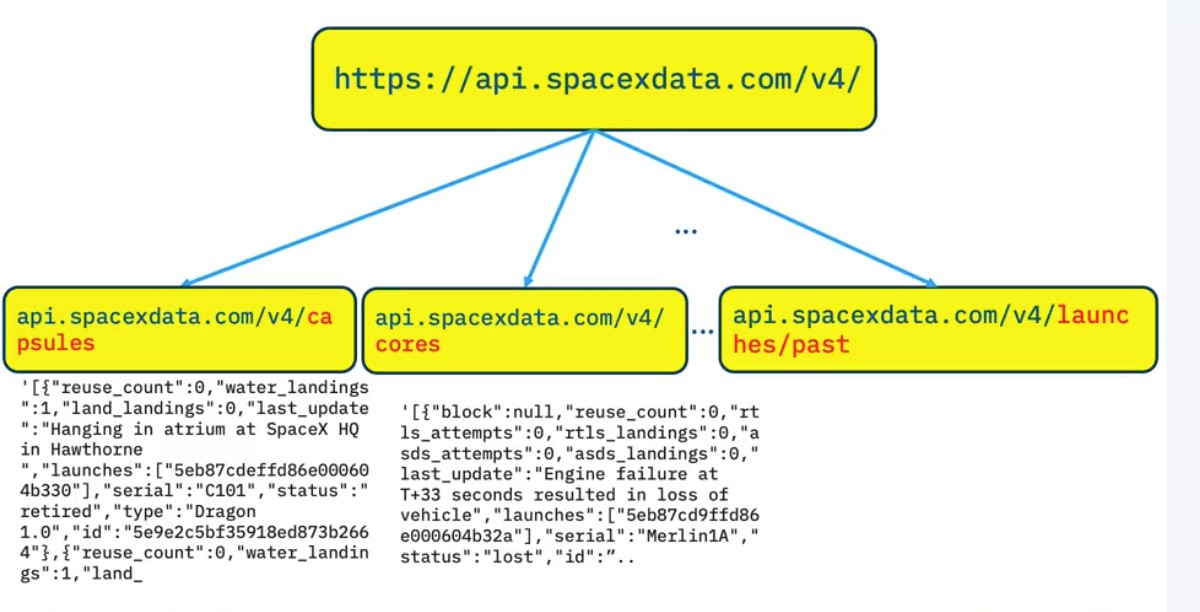 https://api.spacexdata.com/v4/
...
api.spacexdata.com/v4/ca
psules
api.spacexdata.com/v4/
cores
...
api.spacexdata.com/v4/launc
hes/past
'[{"reuse_count":0,"water_landings
":1,"land_landings":0,"last_update
":"Hanging in atrium at SpaceX HQ
in Hawthorne
","launches":["5eb87cdeffd86e00060
4b330"],"serial":"C101","status":"
retired","type":"Dragon
1.0","id":"5e9e2c5bf35918ed873b266
4"},{"reuse_count":0,"water_landin
gs":1,"land_
'[{"block":null,"reuse_count":0,"rt
ls_attempts":0,"rtls_landings":0,"a
sds_attempts":0,"asds_landings":0,"
last_update":"Engine failure at
T+33 seconds resulted in loss of
vehicle","launches":["5eb87cd9ffd86
e000604b32a"],"serial":"Merlin1A","
status":"lost","id":”..